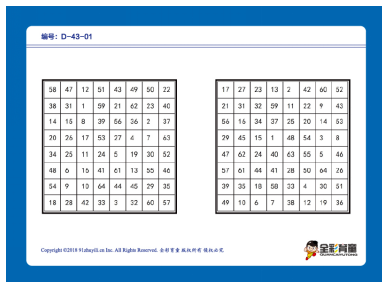 编号：D-43-01
58 47 12 51 43 49 50 22
38 31 1 59 21 62 23 40
14 15 8 39 56 36 2 37
20 26 17 53 27 4 7 63
34 25 11 24 5 19 30 52
48 6 16 41 61 13 55 46
54 9 10 64 44 45 29 35
18 28 42 33 3 32 60 57
17 27 23 13 2 42 60 52
21 31 32 59 11 22 9 43
56 16 34 37 25 20 14 53
29 45 15 1 48 54 3 8
47 62 24 40 63 55 5 46
57 61 44 41 28 50 64 26
39 35 18 58 33 4 30 51
49 10 6 7 38 12 19 36
Copyright ©2019 91zhuyili.cn Inc. All Rights Reserved. 全彩育童 版权所有 侵权必究
全彩育童
QUANCAIYUTONG